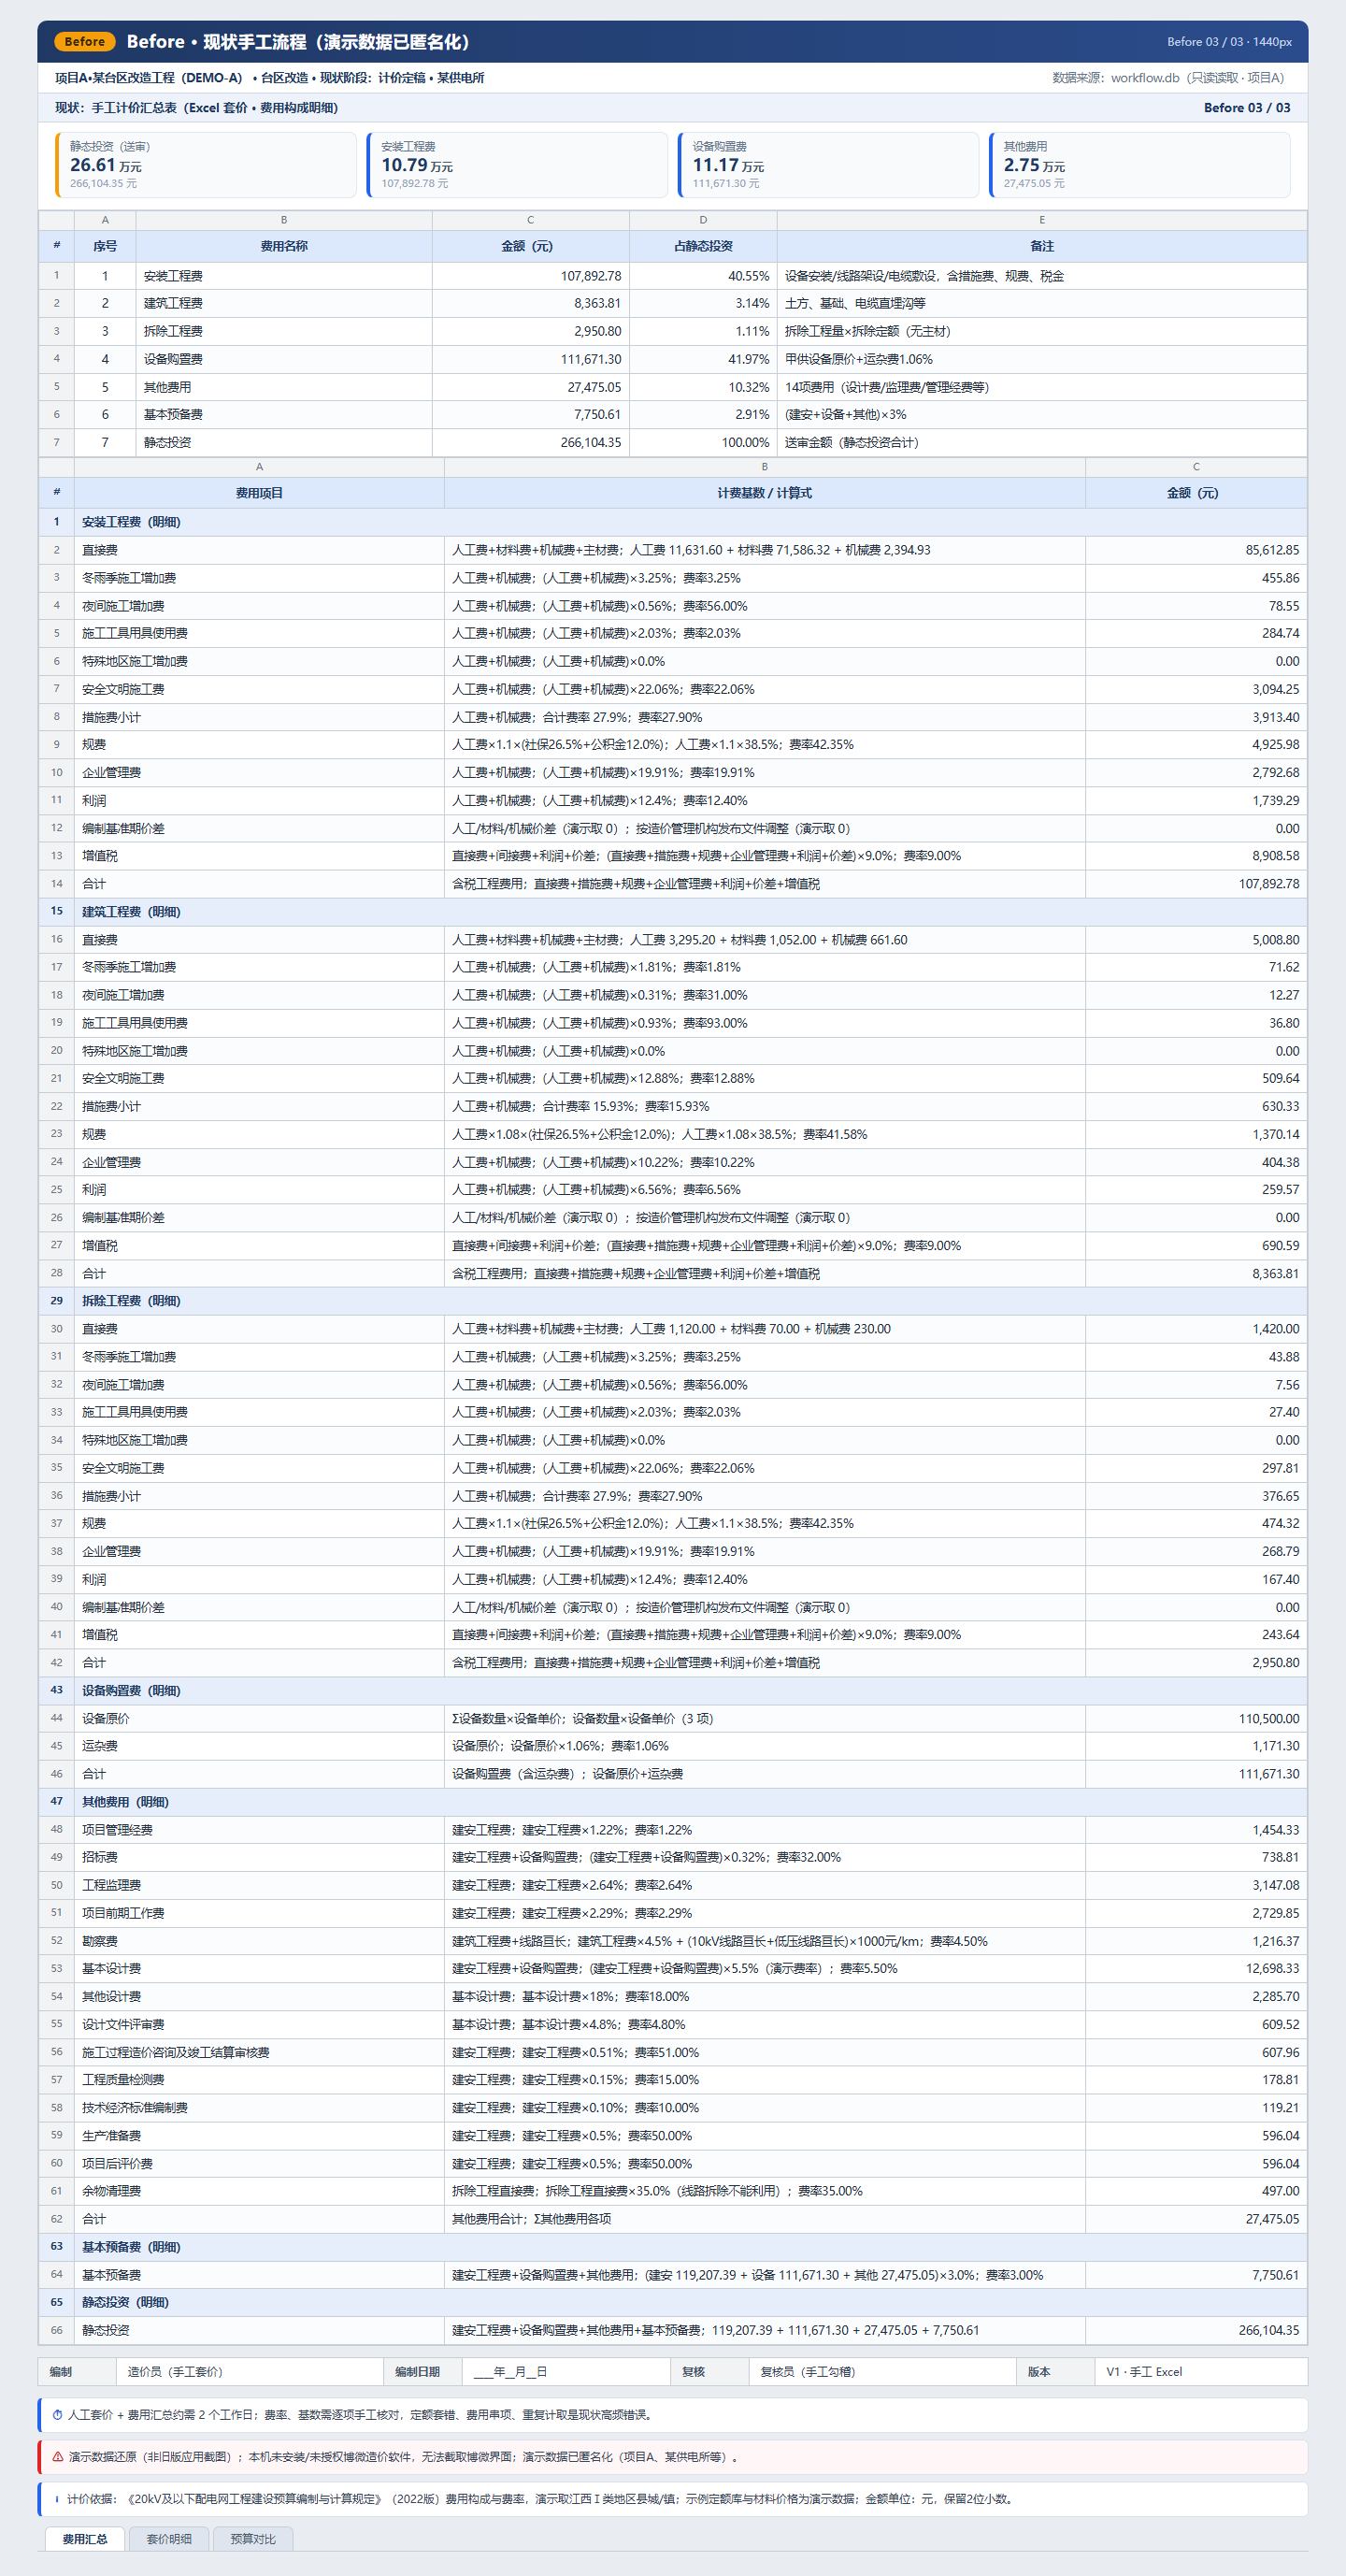 Before Before • 现状手工流程（演示数据已匿名化） Before 03 / 03 · 1440px
项目A•某台区改造工程（DEMO-A） • 台区改造 • 现状阶段：计价定稿 • 某供电所 数据来源：workflow.db（只读读取 · 项目A）
现状：手工计价汇总表（Excel 套价 • 费用构成明细） Before 03 / 03
静态投资（送审） 安装工程费 设备购置费 其他费用
26.61 万元 10.79 万元 11.17 万元 2.75 万元
266,104.35 元 107,892.78 元 111,671.30 元 27,475.05 元
A B C D E
# 序号 费用名称 金额（元） 占静态投资 备注
1 1 安装工程费 107,892.78 40.55% 设备安装/线路架设/电缆敷设，含措施费、规费、税金
2 2 建筑工程费 8,363.81 3.14% 土方、基础、电缆直埋沟等
3 3 拆除工程费 2,950.80 1.11% 拆除工程量×拆除定额（无主材）
4 4 设备购置费 111,671.30 41.97% 甲供设备原价+运杂费1.06%
5 5 其他费用 27,475.05 10.32% 14项费用（设计费/监理费/管理经费等）
6 6 基本预备费 7,750.61 2.91% (建安+设备+其他)×3%
7 7 静态投资 266,104.35 100.00% 送审金额（静态投资合计）
A B C
# 费用项目 计费基数 / 计算式 金额（元）
1 安装工程费（明细）
2 直接费 人工费+材料费+机械费+主材费；人工费 11,631.60 + 材料费 71,586.32 + 机械费 2,394.93 85,612.85
3 冬雨季施工增加费 人工费+机械费；(人工费+机械费)×3.25%；费率3.25% 455.86
4 夜间施工增加费 人工费+机械费；(人工费+机械费)×0.56%；费率56.00% 78.55
5 施工工具用具使用费 人工费+机械费；(人工费+机械费)×2.03%；费率2.03% 284.74
6 特殊地区施工增加费 人工费+机械费；(人工费+机械费)×0.0% 0.00
7 安全文明施工费 人工费+机械费；(人工费+机械费)×22.06%；费率22.06% 3,094.25
8 措施费小计 人工费+机械费；合计费率 27.9%；费率27.90% 3,913.40
9 规费 人工费×1.1×(社保26.5%+公积金12.0%)；人工费×1.1×38.5%；费率42.35% 4,925.98
10 企业管理费 人工费+机械费；(人工费+机械费)×19.91%；费率19.91% 2,792.68
11 利润 人工费+机械费；(人工费+机械费)×12.4%；费率12.40% 1,739.29
12 编制基准期价差 人工/材料/机械价差（演示取 0）；按造价管理机构发布文件调整（演示取 0） 0.00
13 增值税 直接费+间接费+利润+价差；(直接费+措施费+规费+企业管理费+利润+价差)×9.0%；费率9.00% 8,908.58
14 合计 含税工程费用；直接费+措施费+规费+企业管理费+利润+价差+增值税 107,892.78
15 建筑工程费（明细）
16 直接费 人工费+材料费+机械费+主材费；人工费 3,295.20 + 材料费 1,052.00 + 机械费 661.60 5,008.80
17 冬雨季施工增加费 人工费+机械费；(人工费+机械费)×1.81%；费率1.81% 71.62
18 夜间施工增加费 人工费+机械费；(人工费+机械费)×0.31%；费率31.00% 12.27
19 施工工具用具使用费 人工费+机械费；(人工费+机械费)×0.93%；费率93.00% 36.80
20 特殊地区施工增加费 人工费+机械费；(人工费+机械费)×0.0% 0.00
21 安全文明施工费 人工费+机械费；(人工费+机械费)×12.88%；费率12.88% 509.64
22 措施费小计 人工费+机械费；合计费率 15.93%；费率15.93% 630.33
23 规费 人工费×1.08×(社保26.5%+公积金12.0%)；人工费×1.08×38.5%；费率41.58% 1,370.14
24 企业管理费 人工费+机械费；(人工费+机械费)×10.22%；费率10.22% 404.38
25 利润 人工费+机械费；(人工费+机械费)×6.56%；费率6.56% 259.57
26 编制基准期价差 人工/材料/机械价差（演示取 0）；按造价管理机构发布文件调整（演示取 0） 0.00
27 增值税 直接费+间接费+利润+价差；(直接费+措施费+规费+企业管理费+利润+价差)×9.0%；费率9.00% 690.59
28 合计 含税工程费用；直接费+措施费+规费+企业管理费+利润+价差+增值税 8,363.81
29 拆除工程费（明细）
30 直接费 人工费+材料费+机械费+主材费；人工费 1,120.00 + 材料费 70.00 + 机械费 230.00 1,420.00
31 冬雨季施工增加费 人工费+机械费；(人工费+机械费)×3.25%；费率3.25% 43.88
32 夜间施工增加费 人工费+机械费；(人工费+机械费)×0.56%；费率56.00% 7.56
33 施工工具用具使用费 人工费+机械费；(人工费+机械费)×2.03%；费率2.03% 27.40
34 特殊地区施工增加费 人工费+机械费；(人工费+机械费)×0.0% 0.00
35 安全文明施工费 人工费+机械费；(人工费+机械费)×22.06%；费率22.06% 297.81
36 措施费小计 人工费+机械费；合计费率 27.9%；费率27.90% 376.65
37 规费 人工费×1.1×(社保26.5%+公积金12.0%)；人工费×1.1×38.5%；费率42.35% 474.32
38 企业管理费 人工费+机械费；(人工费+机械费)×19.91%；费率19.91% 268.79
39 利润 人工费+机械费；(人工费+机械费)×12.4%；费率12.40% 167.40
40 编制基准期价差 人工/材料/机械价差（演示取 0）；按造价管理机构发布文件调整（演示取 0） 0.00
41 增值税 直接费+间接费+利润+价差；(直接费+措施费+规费+企业管理费+利润+价差)×9.0%；费率9.00% 243.64
42 合计 含税工程费用；直接费+措施费+规费+企业管理费+利润+价差+增值税 2,950.80
43 设备购置费（明细）
44 设备原价 Σ设备数量×设备单价；设备数量×设备单价（3 项） 110,500.00
45 运杂费 设备原价；设备原价×1.06%；费率1.06% 1,171.30
46 合计 设备购置费（含运杂费）；设备原价+运杂费 111,671.30
47 其他费用（明细）
48 项目管理经费 建安工程费；建安工程费×1.22%；费率1.22% 1,454.33
49 招标费 建安工程费+设备购置费；(建安工程费+设备购置费)×0.32%；费率32.00% 738.81
50 工程监理费 建安工程费；建安工程费×2.64%；费率2.64% 3,147.08
51 项目前期工作费 建安工程费；建安工程费×2.29%；费率2.29% 2,729.85
52 勘察费 建筑工程费+线路亘长；建筑工程费×4.5% + (10kV线路亘长+低压线路亘长)×1000元/km；费率4.50% 1,216.37
53 基本设计费 建安工程费+设备购置费；(建安工程费+设备购置费)×5.5%（演示费率）；费率5.50% 12,698.33
54 其他设计费 基本设计费；基本设计费×18%；费率18.00% 2,285.70
55 设计文件评审费 基本设计费；基本设计费×4.8%；费率4.80% 609.52
56 施工过程造价咨询及竣工结算审核费 建安工程费；建安工程费×0.51%；费率51.00% 607.96
57 工程质量检测费 建安工程费；建安工程费×0.15%；费率15.00% 178.81
58 技术经济标准编制费 建安工程费；建安工程费×0.10%；费率10.00% 119.21
59 生产准备费 建安工程费；建安工程费×0.5%；费率50.00% 596.04
60 项目后评价费 建安工程费；建安工程费×0.5%；费率50.00% 596.04
61 余物清理费 拆除工程直接费；拆除工程直接费×35.0%（线路拆除不能利用）；费率35.00% 497.00
62 合计 其他费用合计；Σ其他费用各项 27,475.05
63 基本预备费（明细）
64 基本预备费 建安工程费+设备购置费+其他费用；(建安 119,207.39 + 设备 111,671.30 + 其他 27,475.05)×3.0%；费率3.00% 7,750.61
65 静态投资（明细）
66 静态投资 建安工程费+设备购置费+其他费用+基本预备费；119,207.39 + 111,671.30 + 27,475.05 + 7,750.61 266,104.35
编制 造价员（手工套价） 编制日期 ____年__月__日 复核 复核员（手工勾稽） 版本 V1 · 手工 Excel
⏱ 人工套价 + 费用汇总约需 2 个工作日；费率、基数需逐项手工核对，定额套错、费用串项、重复计取是现状高频错误。
⚠ 演示数据还原（非旧版应用截图）；本机未安装/未授权博微造价软件，无法截取博微界面；演示数据已匿名化（项目A、某供电所等）。
ℹ 计价依据：《20kV及以下配电网工程建设预算编制与计算规定》（2022版）费用构成与费率，演示取江西Ⅰ类地区县城/镇；示例定额库与材料价格为演示数据；金额单位：元，保留2位小数。
费用汇总 套价明细 预算对比